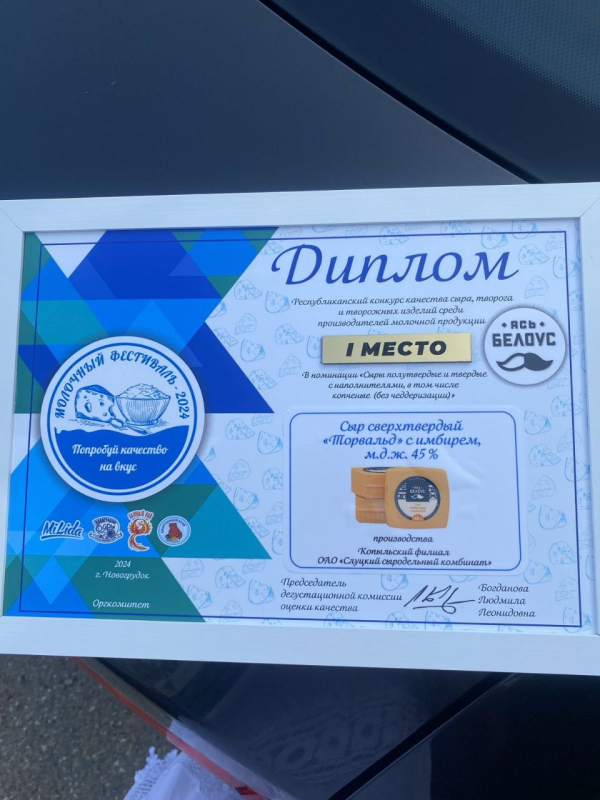 Диплом
Республиканский конкурс качества сыра, творога
и творожных изделий среди
производителей молочной продукции
I МЕСТО
ЯСЬ
БЕЛОУС
В номинации «Сыры полутвердые и твердые
с наполнителями, в том числе
копченые (без чеддеризации)»
МОЛОЧНЫЙ ФЕСТИВАЛЬ · 2024
Попробуй качество
на вкус
Сыр сверхтвердый
«Торвальд» с имбирем,
м.д.ж. 45 %
БЕЛОУС
производства
Копыльский филиал
ОАО «Слуцкий сыродельный комбинат»
MiLida
2024
г. Новогрудок
Оргкомитет
Председатель
дегустационной комиссии
оценки качества
Богданова
Людмила
Леонидовна